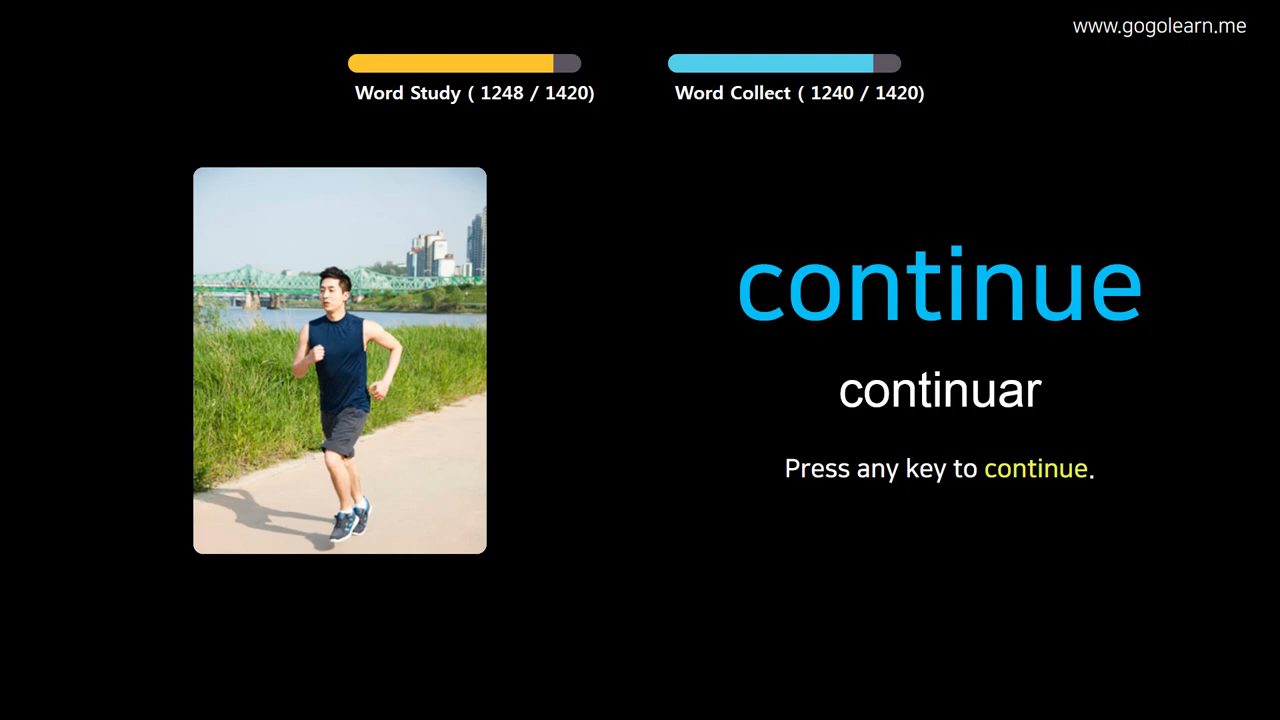 www.gogolearn.me
Word Study ( 1248 / 1420)
Word Collect ( 1240 / 1420)
continue
continuar
Press any key to continue.